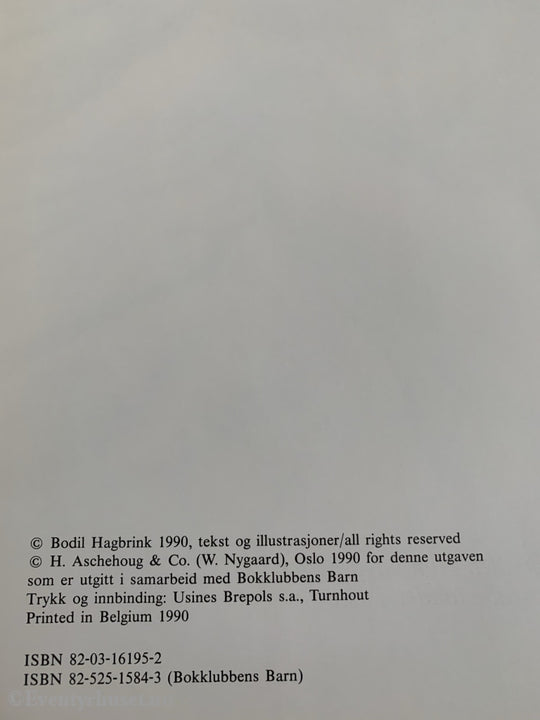 © Bodil Hagbrink 1990, tekst og illustrasjoner/all rights reserved
© H. Aschehoug & Co. (W. Nygaard), Oslo 1990 for denne utgaven
som er utgitt i samarbeid med Bokklubbens Barn
Trykk og innbinding: Usines Brepols s.a., Turnhout
Printed in Belgium 1990
ISBN 82-03-16195-2
ISBN 82-525-1584-3 (Bokklubbens Barn)
©Eventyrhuset.no